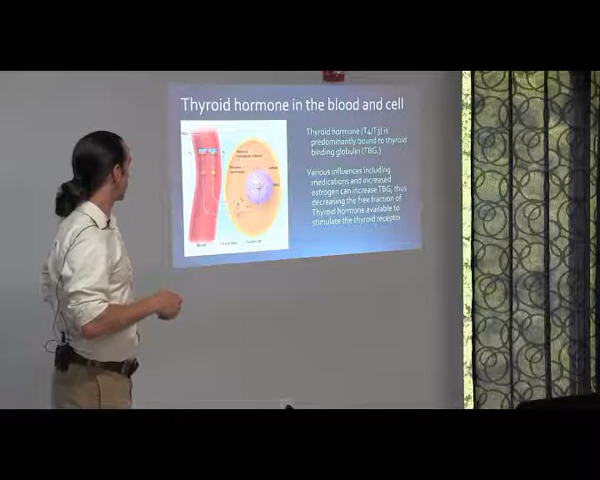 Thyroid hormone in the blood and cell
Thyroid hormone (T4/T3) is
predominantly bound to thyroid
binding globulin (TBG.)
Various influences including
medications and increased
estrogen can increase TBG, thus
decreasing the free fraction of
Thyroid hormone available to
stimulate the thyroid receptor
Blood